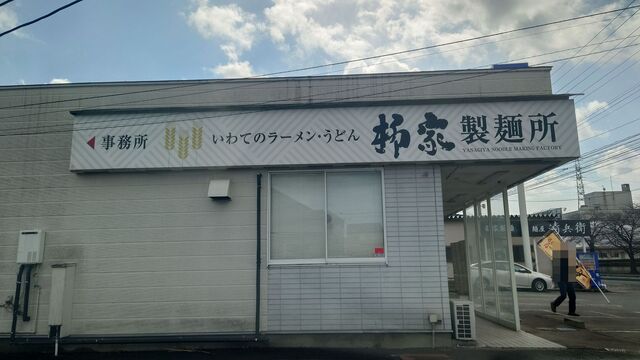 ◀事務所
いわてのラーメン・うどん
柳家 製麺所
YANAGIYA NOODLE MAKING FACTORY